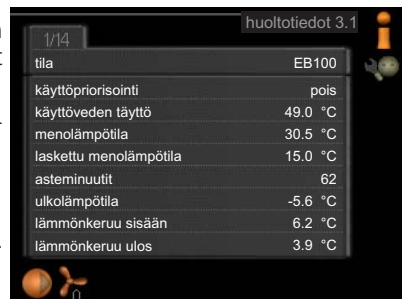 huoltotiedot 3.1
1/14
tila EB100
käyttöpriorisointi pois
käyttöveden täyttö 49.0 °C
menolämpötila 30.5 °C
laskettu menolämpötila 15.0 °C
asteminuutit 62
ulkolämpötila -5.6 °C
lämmönkeruu sisään 6.2 °C
lämmönkeruu ulos 3.9 °C
0